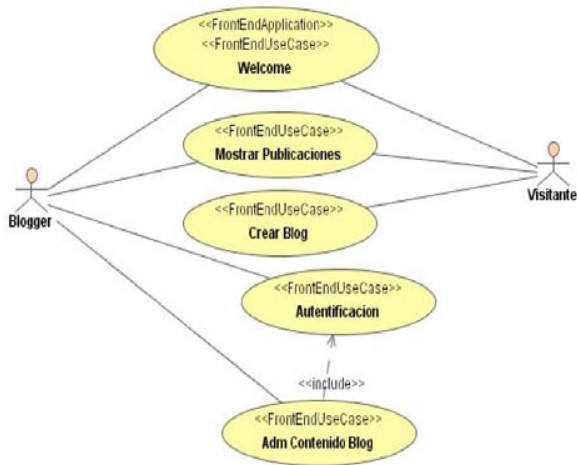 <<FrontEndApplication>>
<<FrontEndUseCase>>
Welcome
<<FrontEndUseCase>>
Mostrar Publicaciones
Blogger
Visitante
<<FrontEndUseCase>>
Crear Blog
<<FrontEndUseCase>>
Autentificacion
<<include>>
<<FrontEndUseCase>>
Adm Contenido Blog